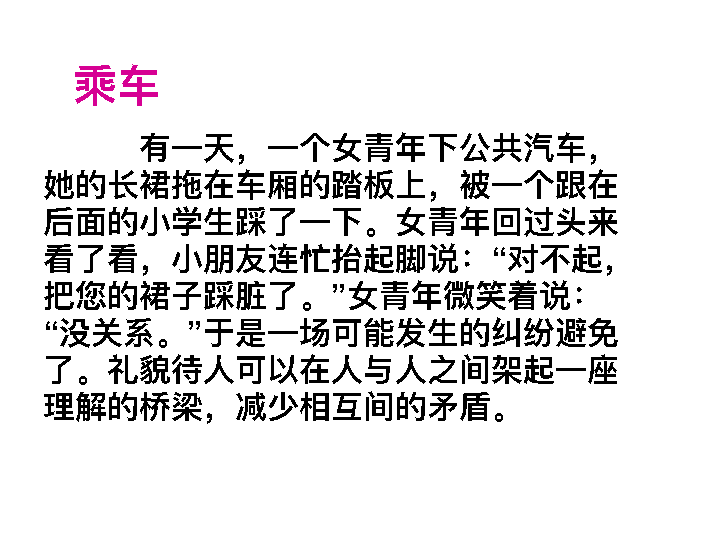 乘车
有一天，一个女青年下公共汽车，
她的长裙拖在车厢的踏板上，被一个跟在
后面的小学生踩了一下。女青年回过头来
看了看，小朋友连忙抬起脚说：“对不起，
把您的裙子踩脏了。”女青年微笑着说：
“没关系。”于是一场可能发生的纠纷避免
了。礼貌待人可以在人与人之间架起一座
理解的桥梁，减少相互间的矛盾。